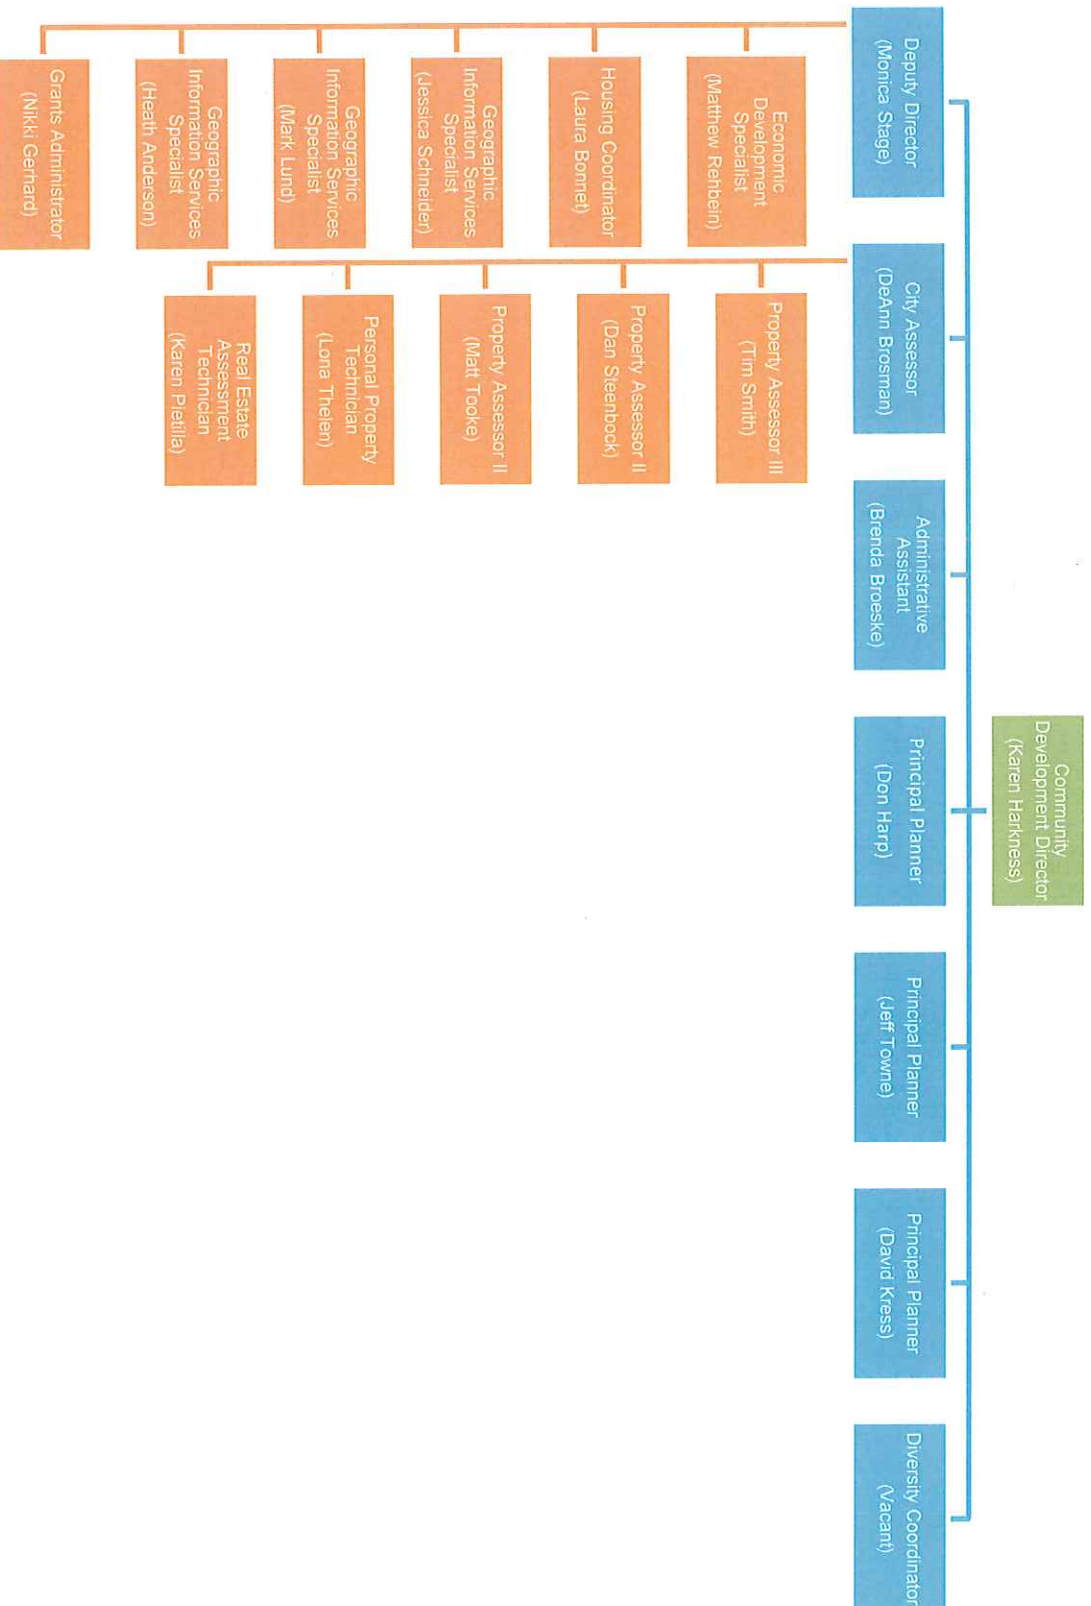 Community
Development Director
(Karen Harkness)
Deputy Director
(Monica Stage)
City Assessor
(DeAnn Brosman)
Administrative
Assistant
(Brenda Broeske)
Principal Planner
(Don Harp)
Principal Planner
(Jeff Towne)
Principal Planner
(David Kress)
Diversity Coordinator
(Vacant)
Economic
Development
Specialist
(Matthew Rehbein)
Housing Coordinator
(Laura Bonnet)
Geographic
Information Services
Specialist
(Jessica Schneider)
Geographic
Information Services
Specialist
(Mark Lund)
Geographic
Information Services
Specialist
(Heath Anderson)
Grants Administrator
(Nikki Gerhard)
Property Assessor III
(Tim Smith)
Property Assessor II
(Dan Steenbock)
Property Assessor II
(Matt Tooke)
Personal Property
Technician
(Lona Thelen)
Real Estate
Assessment
Technician
(Karen Pietila)